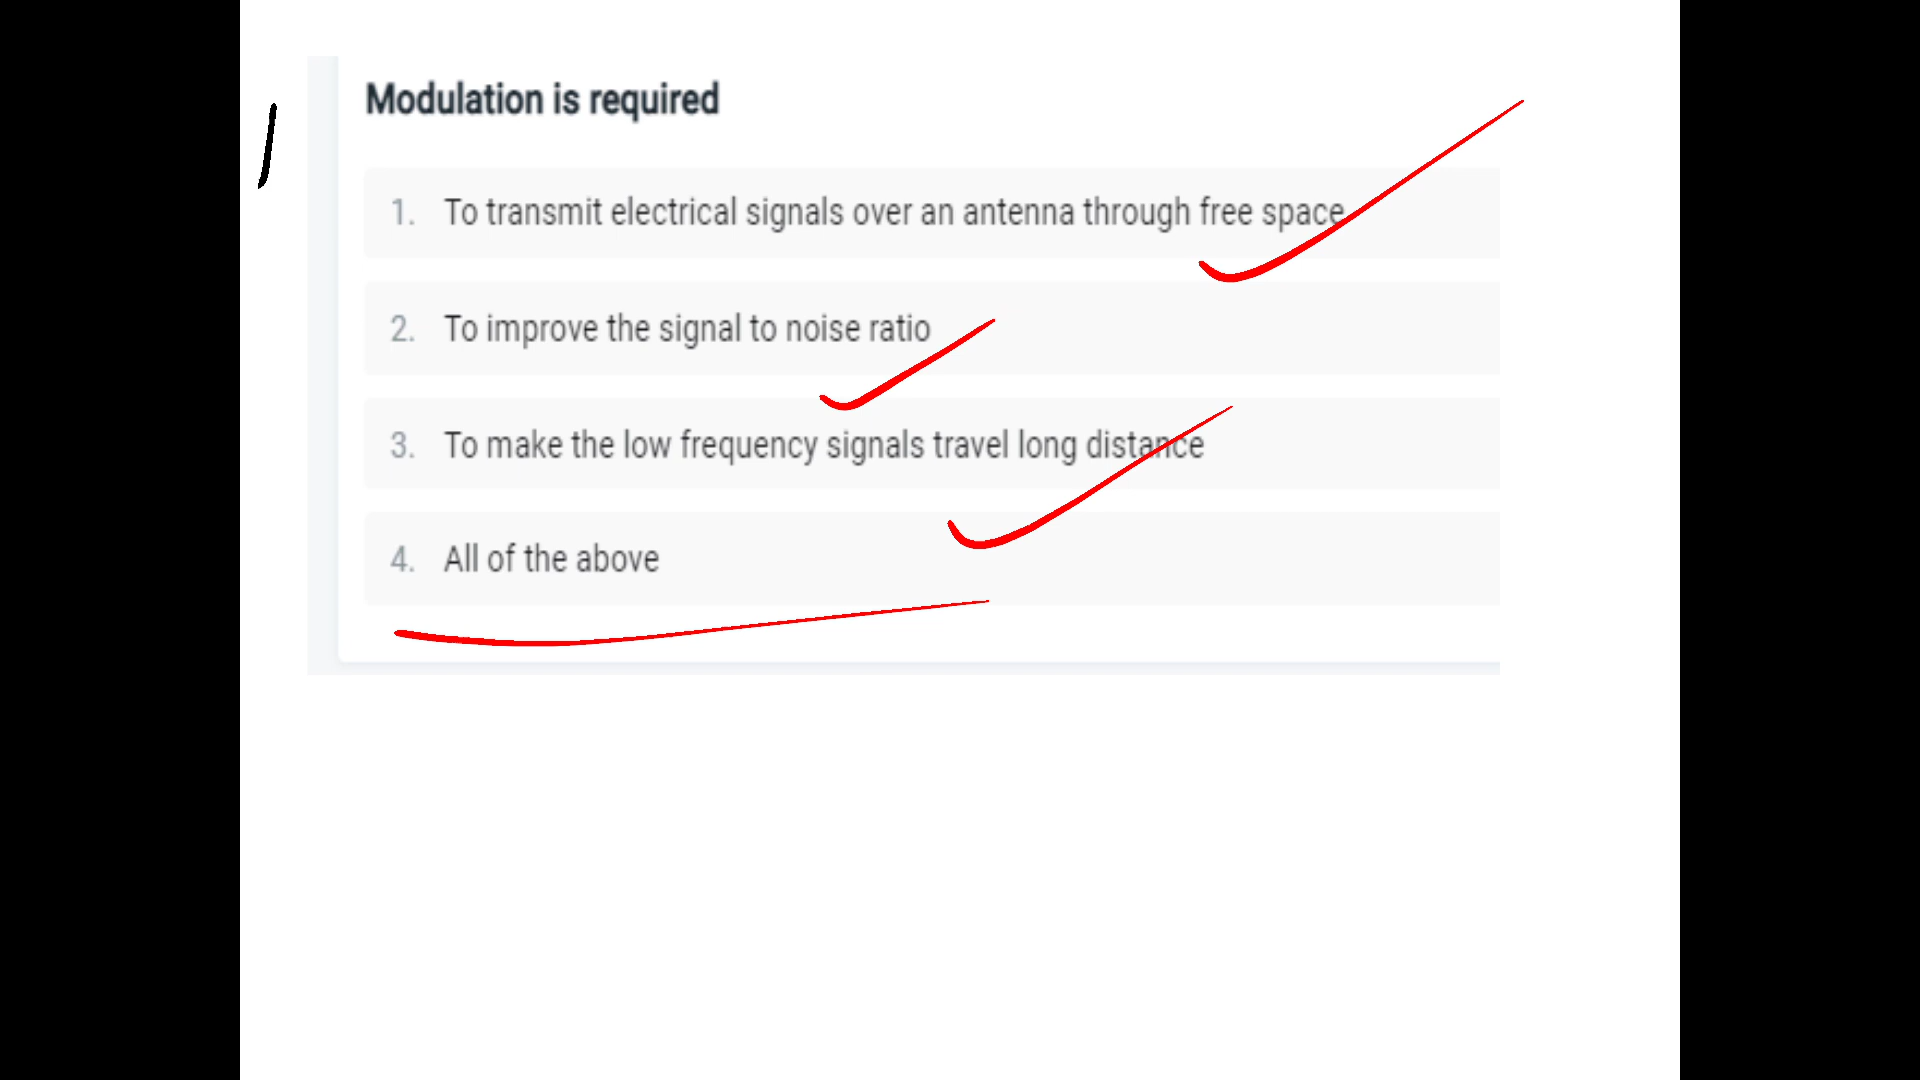 Modulation is required
1. To transmit electrical signals over an antenna through free space
2. To improve the signal to noise ratio
3. To make the low frequency signals travel long distance
4. All of the above